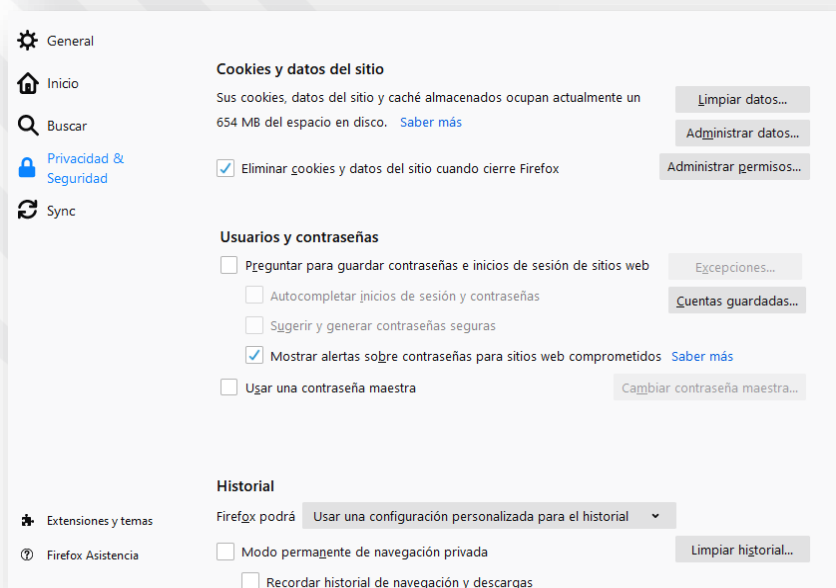 General
Inicio
Buscar
Privacidad &
Seguridad
Sync
Extensiones y temas
Firefox Asistencia
Cookies y datos del sitio
Sus cookies, datos del sitio y caché almacenados ocupan actualmente un
654 MB del espacio en disco. Saber más
Limpiar datos...
Administrar datos...
Eliminar cookies y datos del sitio cuando cierre Firefox
Administrar permisos...
Usuarios y contraseñas
Preguntar para guardar contraseñas e inicios de sesión de sitios web
Excepciones...
Autocompletar inicios de sesión y contraseñas
Cuentas guardadas...
Sugerir y generar contraseñas seguras
Mostrar alertas sobre contraseñas para sitios web comprometidos Saber más
Usar una contraseña maestra
Cambiar contraseña maestra...
Historial
Firefox podrá Usar una configuración personalizada para el historial
Modo permanente de navegación privada
Limpiar historial...
Recordar historial de navegación y descargas